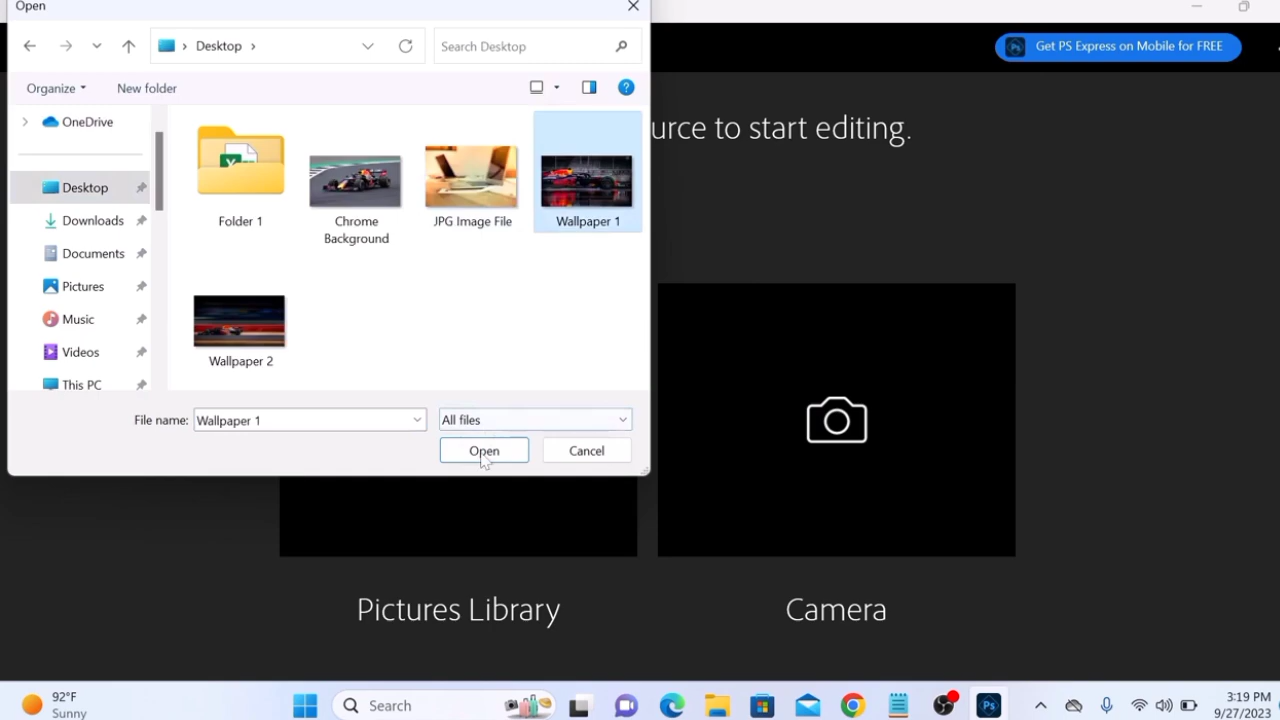 Open
Get PS Express on Mobile for FREE
Desktop
Search Desktop
Organize
New folder
urce to start editing.
OneDrive
Desktop
Downloads
Documents
Pictures
Music
Videos
This PC
Folder 1
Chrome
Background
JPG Image File
Wallpaper 1
Wallpaper 2
File name:
Wallpaper 1
All files
Open
Cancel
Pictures Library
Camera
92°F
Sunny
Search
3:19 PM
9/27/2023